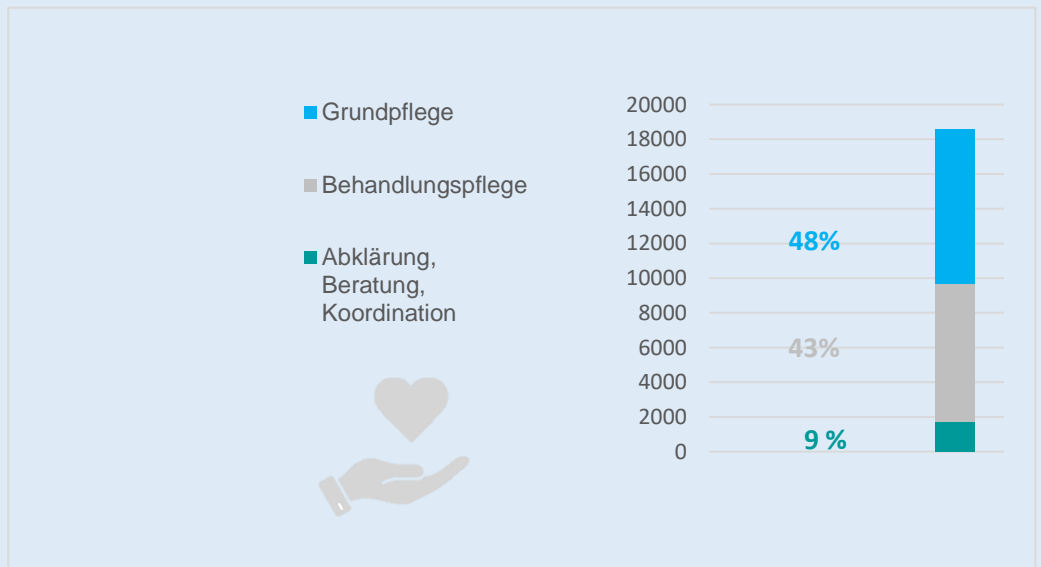 Grundpflege
Behandlungspflege
Abklärung,
Beratung,
Koordination
20000
18000
16000
14000
12000
10000
8000
6000
4000
2000
0
48%
43%
9 %